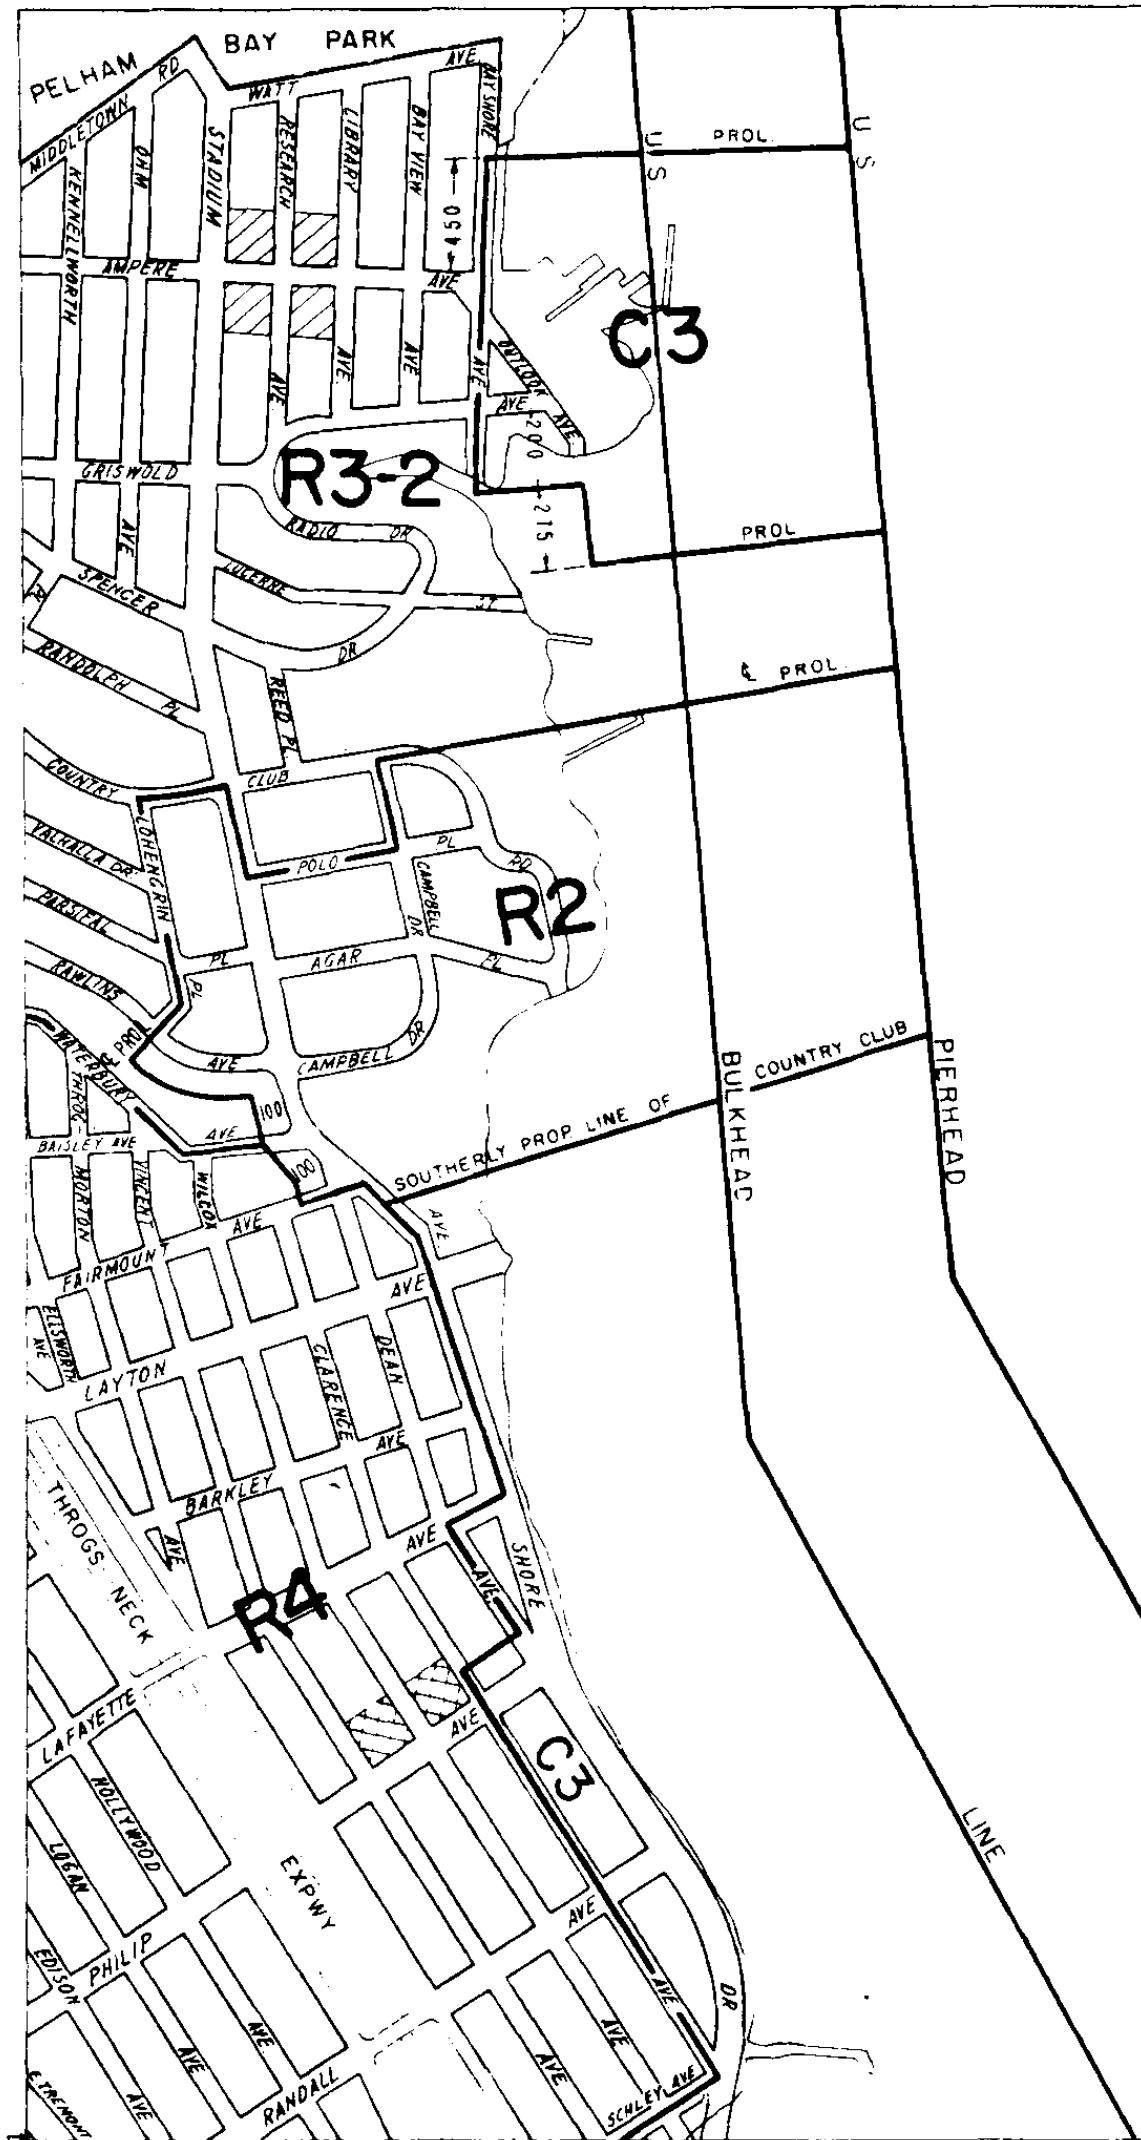 PELHAM BAY PARK
MIDDLETOWN RD
WATT AVE
BAY SHORE
KENNELLWORTH
OHM
STADIUM
RESEARCH
LIBRARY
BAY VIEW
U S
PROL.
U S
450
AMPERE
AVE
C3
OUTLOOK
AVE
AVE
AVE
AVE
AVE
AVE
AVE
200
GRISWOLD
R3-2
275
AVE
RADIO DR
PROL
SPENCER
LUCERNE ST
DR
RANDOLPH PL
REED PL
℄ PROL.
COUNTRY CLUB
LOHENGRIN
VALHALLA DR
POLO PL
RD
PARSIFAL
CAMPBELL DR
R2
PL
AGAR PL
RAWLINS
PL
℄ PROL
WATERBURY
AVE
CAMPBELL DR
THROG-
MORTON
100
BAISLEY AVE
AVE
BULKHEAD
COUNTRY CLUB
PIERHEAD
SOUTHERLY PROP. LINE OF
VINCENT
WILCOX
100
AVE
AVE
FAIRMOUNT
AVE
ELLSWORTH
AVE
LAYTON
CLARENCE
DEAN
AVE
BARKLEY
AVE
THROGS NECK
AVE
SHORE
AVE
R4
LAFAYETTE
AVE
C3
HOLLYWOOD
LOGAN
LINE
EXPWY
AVE
EDISON
PHILIP
AVE
DR
AVE
AVE
AVE
AVE
E. TREMONT
AVE
RANDALL
SCHLEY AVE